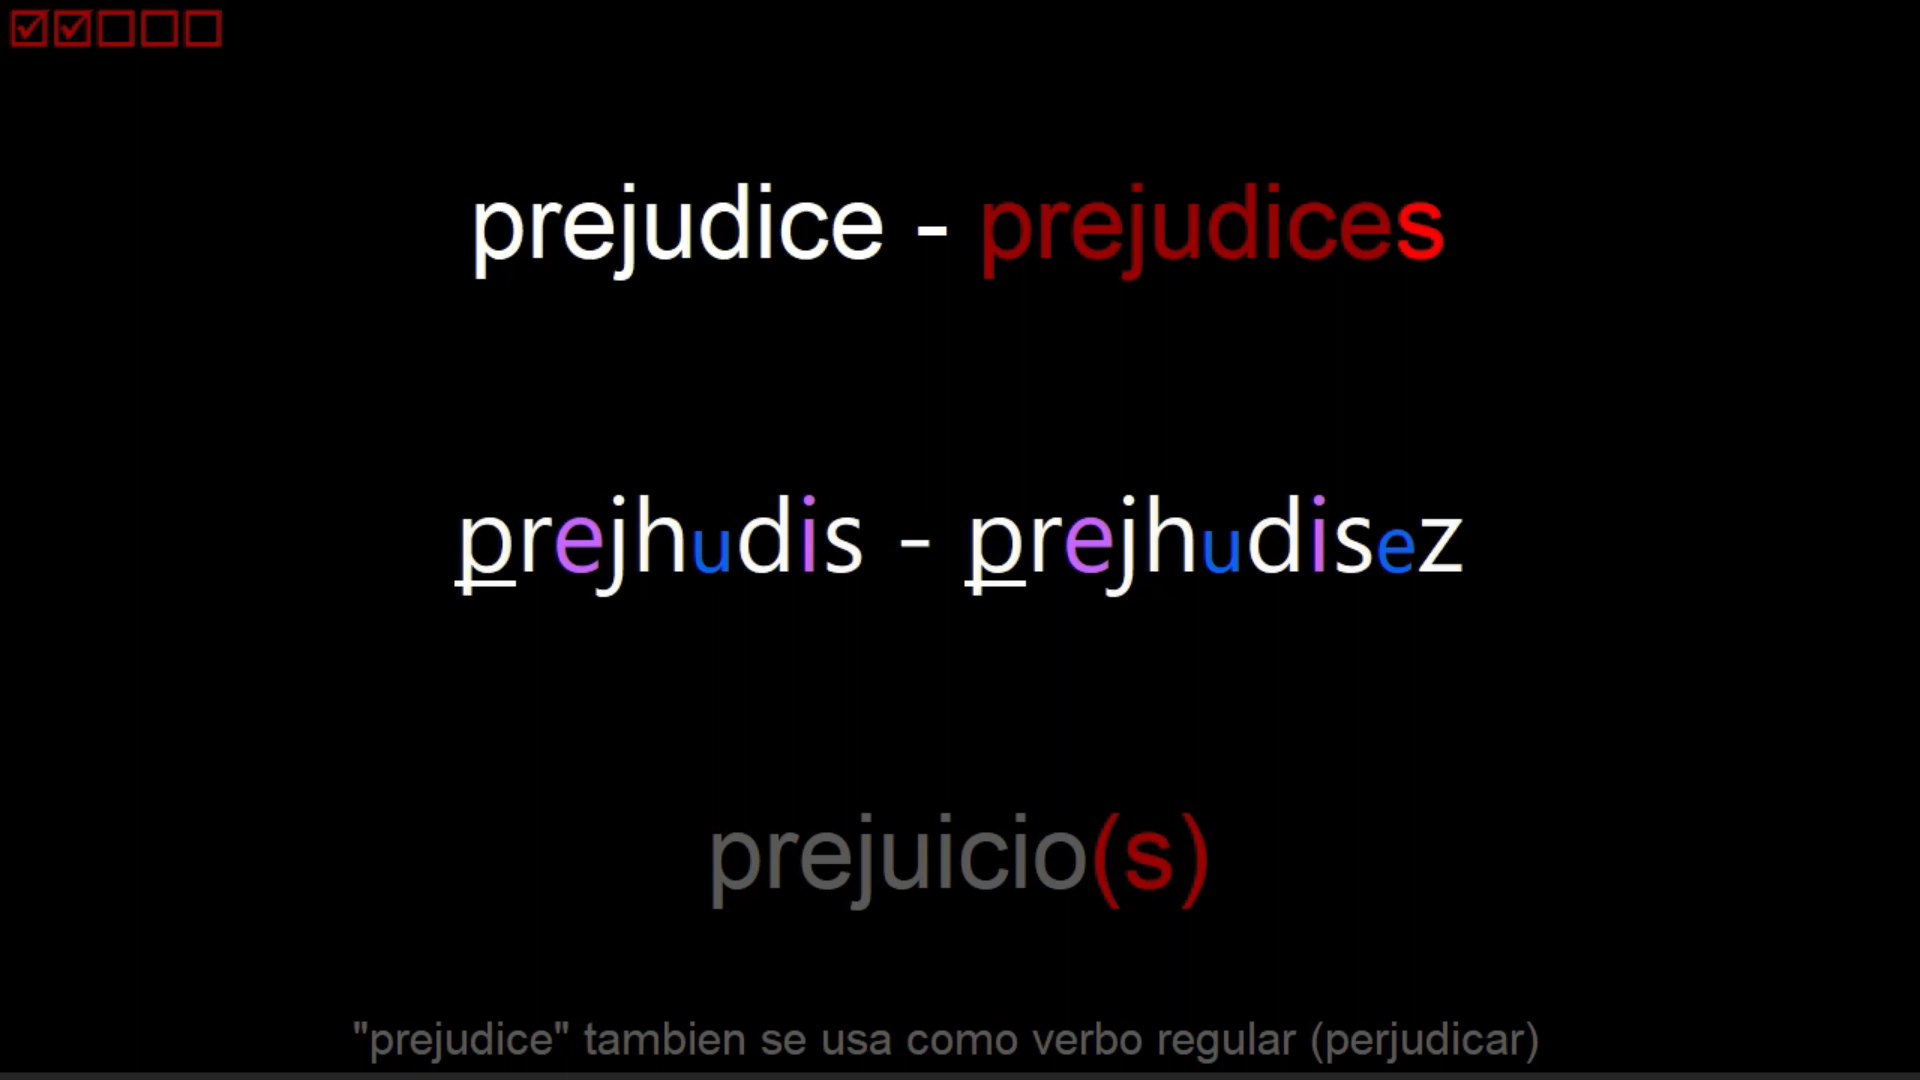 ☑☑☐☐☐
prejudice - prejudices
prejhudis - prejhudisez
prejuicio(s)
"prejudice" tambien se usa como verbo regular (perjudicar)